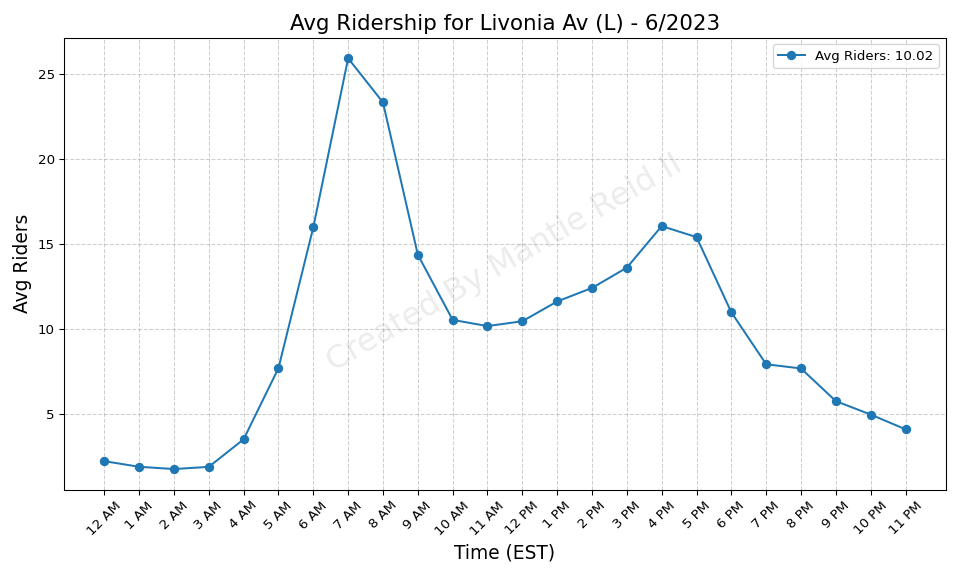 Avg Ridership for Livonia Av (L) - 6/2023
Avg Riders: 10.02
Avg Riders
25
20
15
10
5
Created By Mantie Reid II
12 AM
1 AM
2 AM
3 AM
4 AM
5 AM
6 AM
7 AM
8 AM
9 AM
10 AM
11 AM
12 PM
1 PM
2 PM
3 PM
4 PM
5 PM
6 PM
7 PM
8 PM
9 PM
10 PM
11 PM
Time (EST)